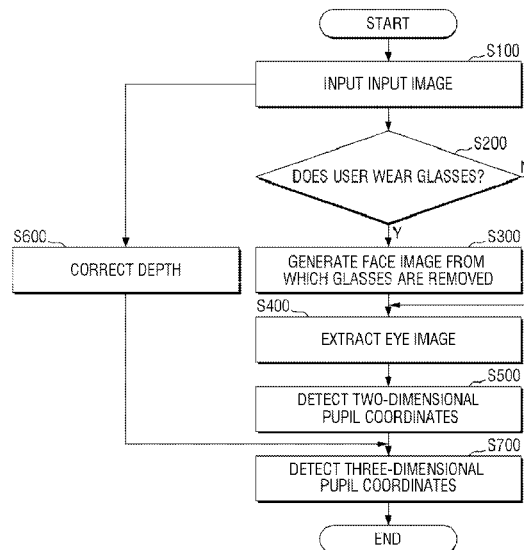 START
S100
INPUT INPUT IMAGE
S200
DOES USER WEAR GLASSES?
Y
S600
CORRECT DEPTH
S300
GENERATE FACE IMAGE FROM
WHICH GLASSES ARE REMOVED
S400
EXTRACT EYE IMAGE
S500
DETECT TWO-DIMENSIONAL
PUPIL COORDINATES
S700
DETECT THREE-DIMENSIONAL
PUPIL COORDINATES
END